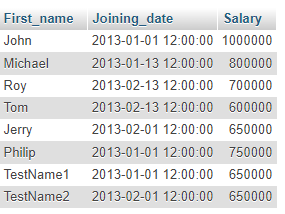 First_name Joining_date Salary
John 2013-01-01 12:00:00 1000000
Michael 2013-01-13 12:00:00 800000
Roy 2013-02-13 12:00:00 700000
Tom 2013-02-13 12:00:00 600000
Jerry 2013-02-01 12:00:00 650000
Philip 2013-01-01 12:00:00 750000
TestName1 2013-01-01 12:00:00 650000
TestName2 2013-02-01 12:00:00 650000